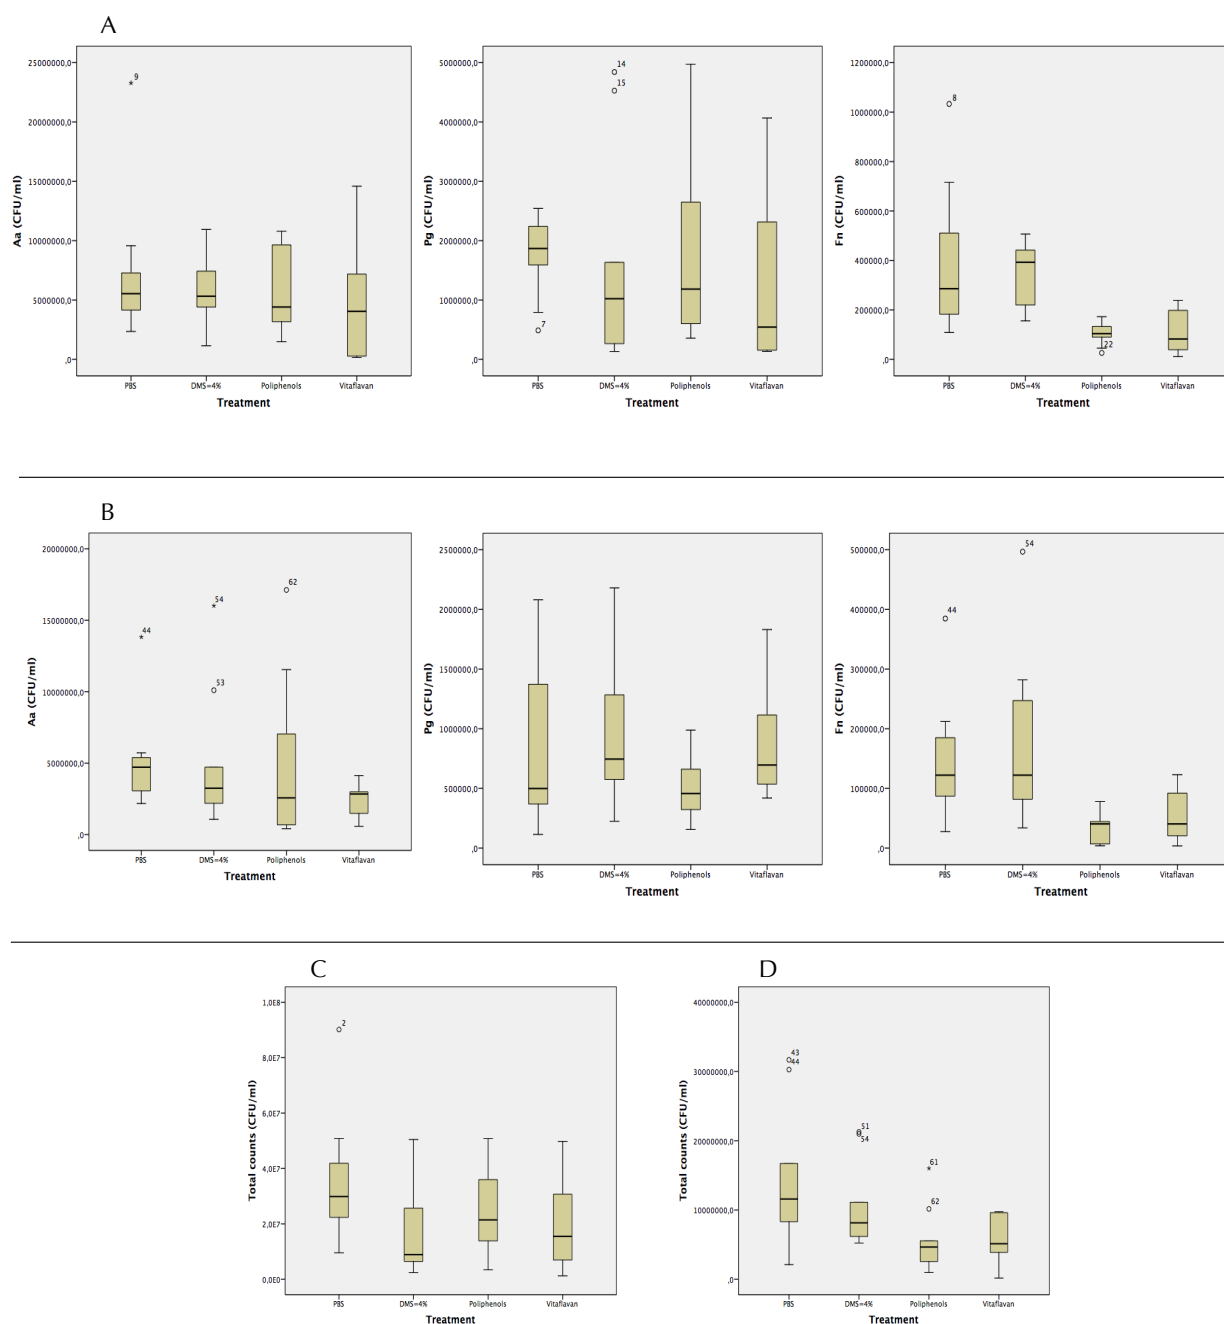 A
25000000,0
20000000,0
15000000,0
10000000,0
5000000,0
,0
Aa (CFU/ml)
9
PBS DMS=4% Poliphenols Vitaflavan
Treatment
5000000,0
4000000,0
3000000,0
2000000,0
1000000,0
,0
Pg (CFU/ml)
14
15
7
PBS DMS=4% Poliphenols Vitaflavan
Treatment
1200000,0
1000000,0
800000,0
600000,0
400000,0
200000,0
,0
Fn (CFU/ml)
8
22
PBS DMS=4% Poliphenols Vitaflavan
Treatment
B
20000000,0
15000000,0
10000000,0
5000000,0
,0
Aa (CFU/ml)
44
54
53
62
PBS DMS=4% Poliphenols Vitaflavan
Treatment
2500000,0
2000000,0
1500000,0
1000000,0
500000,0
,0
Pg (CFU/ml)
PBS DMS=4% Poliphenols Vitaflavan
Treatment
500000,0
400000,0
300000,0
200000,0
100000,0
,0
Fn (CFU/ml)
44
54
PBS DMS=4% Poliphenols Vitaflavan
Treatment
C
1,0E8
8,0E7
6,0E7
4,0E7
2,0E7
0,0E0
Total counts (CFU/ml)
2
PBS DMS=4% Poliphenols Vitaflavan
Treatment
D
40000000,0
30000000,0
20000000,0
10000000,0
,0
Total counts (CFU/ml)
43
44
51
54
61
62
PBS DMS=4% Poliphenols Vitaflavan
Treatment